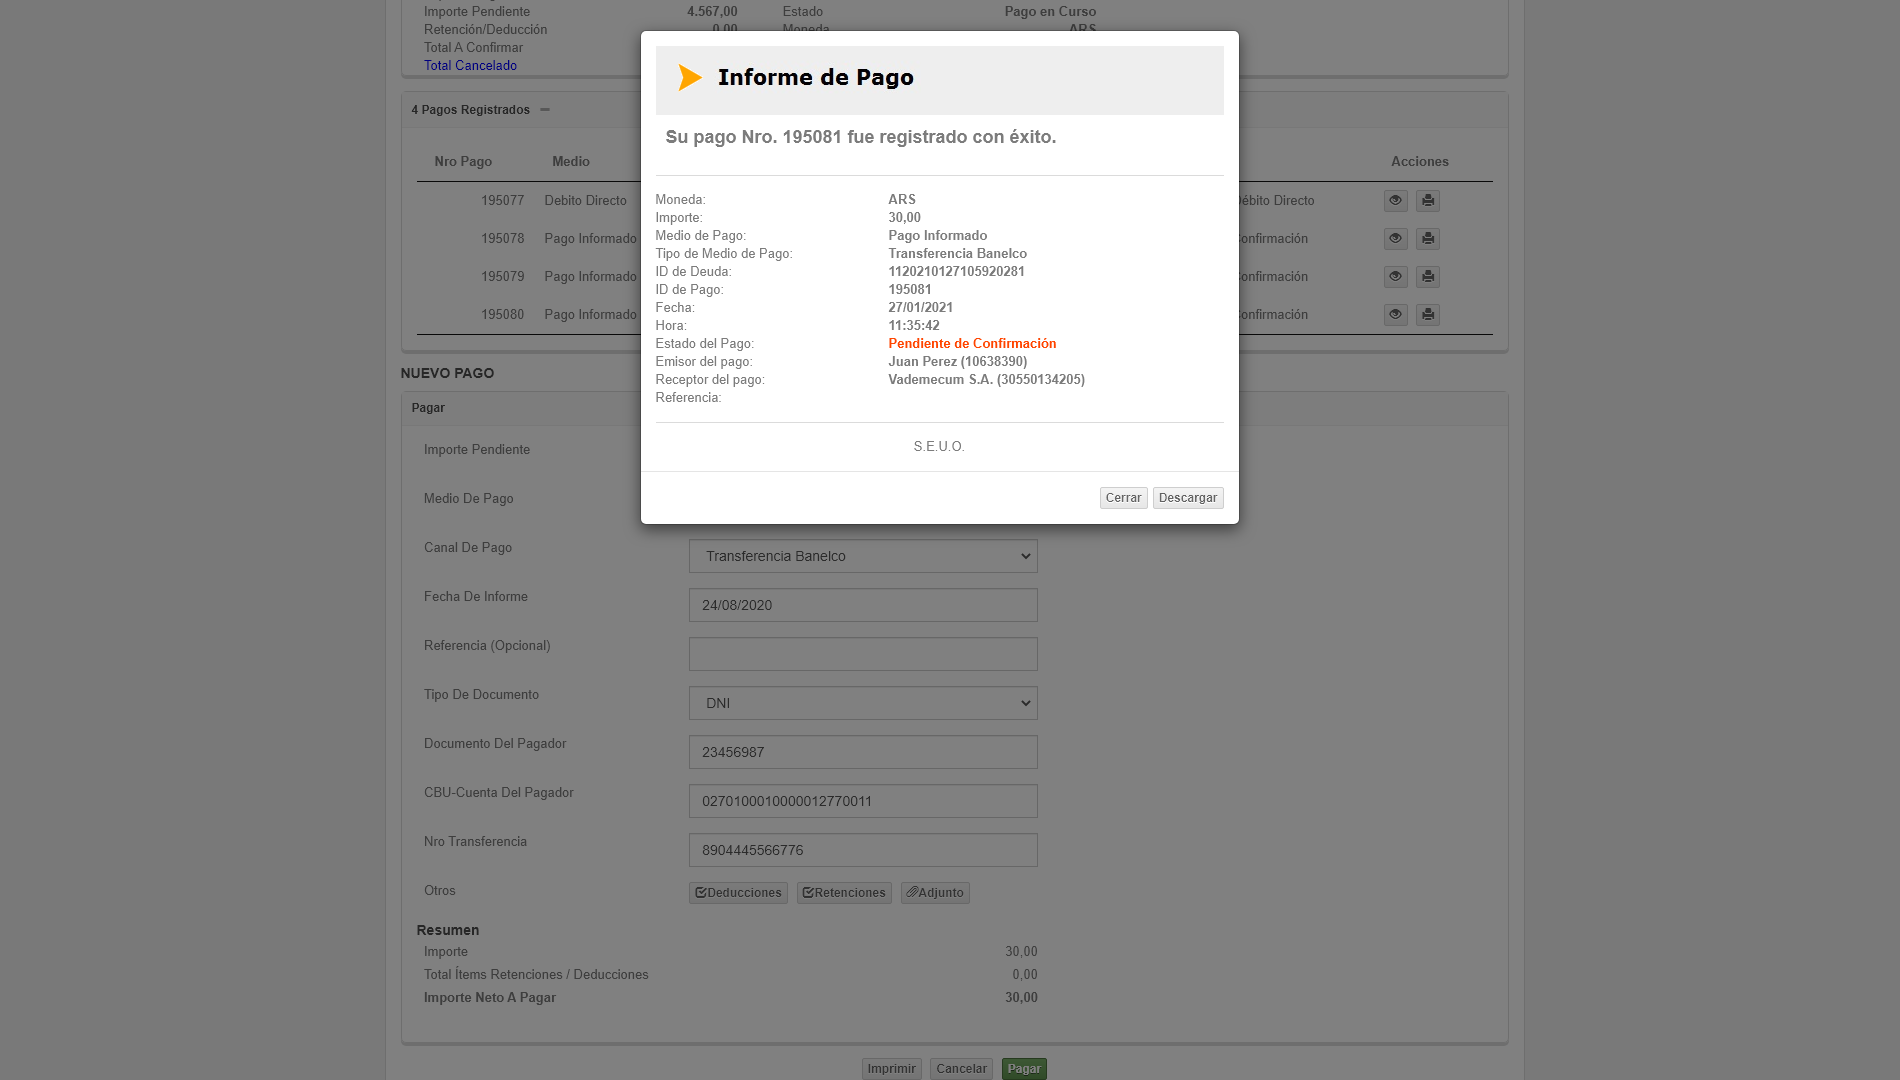 Importe Pendiente 4.567,00 Estado Pago en Curso
Retención/Deducción 0,00 Moneda ARS
Total A Confirmar
Total Cancelado
4 Pagos Registrados
Nro Pago Medio Acciones
195077 Debito Directo Débito Directo
195078 Pago Informado Confirmación
195079 Pago Informado Confirmación
195080 Pago Informado Confirmación
Informe de Pago
Su pago Nro. 195081 fue registrado con éxito.
Moneda: ARS
Importe: 30,00
Medio de Pago: Pago Informado
Tipo de Medio de Pago: Transferencia Banelco
ID de Deuda: 1120210127105920281
ID de Pago: 195081
Fecha: 27/01/2021
Hora: 11:35:42
Estado del Pago: Pendiente de Confirmación
Emisor del pago: Juan Perez (10638390)
Receptor del pago: Vademecum S.A. (30550134205)
Referencia:
S.E.U.O.
Cerrar Descargar
NUEVO PAGO
Pagar
Importe Pendiente
Medio De Pago
Canal De Pago Transferencia Banelco
Fecha De Informe 24/08/2020
Referencia (Opcional)
Tipo De Documento DNI
Documento Del Pagador 23456987
CBU-Cuenta Del Pagador 0270100010000012770011
Nro Transferencia 8904445566776
Otros Deducciones Retenciones Adjunto
Resumen
Importe 30,00
Total Ítems Retenciones / Deducciones 0,00
Importe Neto A Pagar 30,00
Imprimir Cancelar Pagar